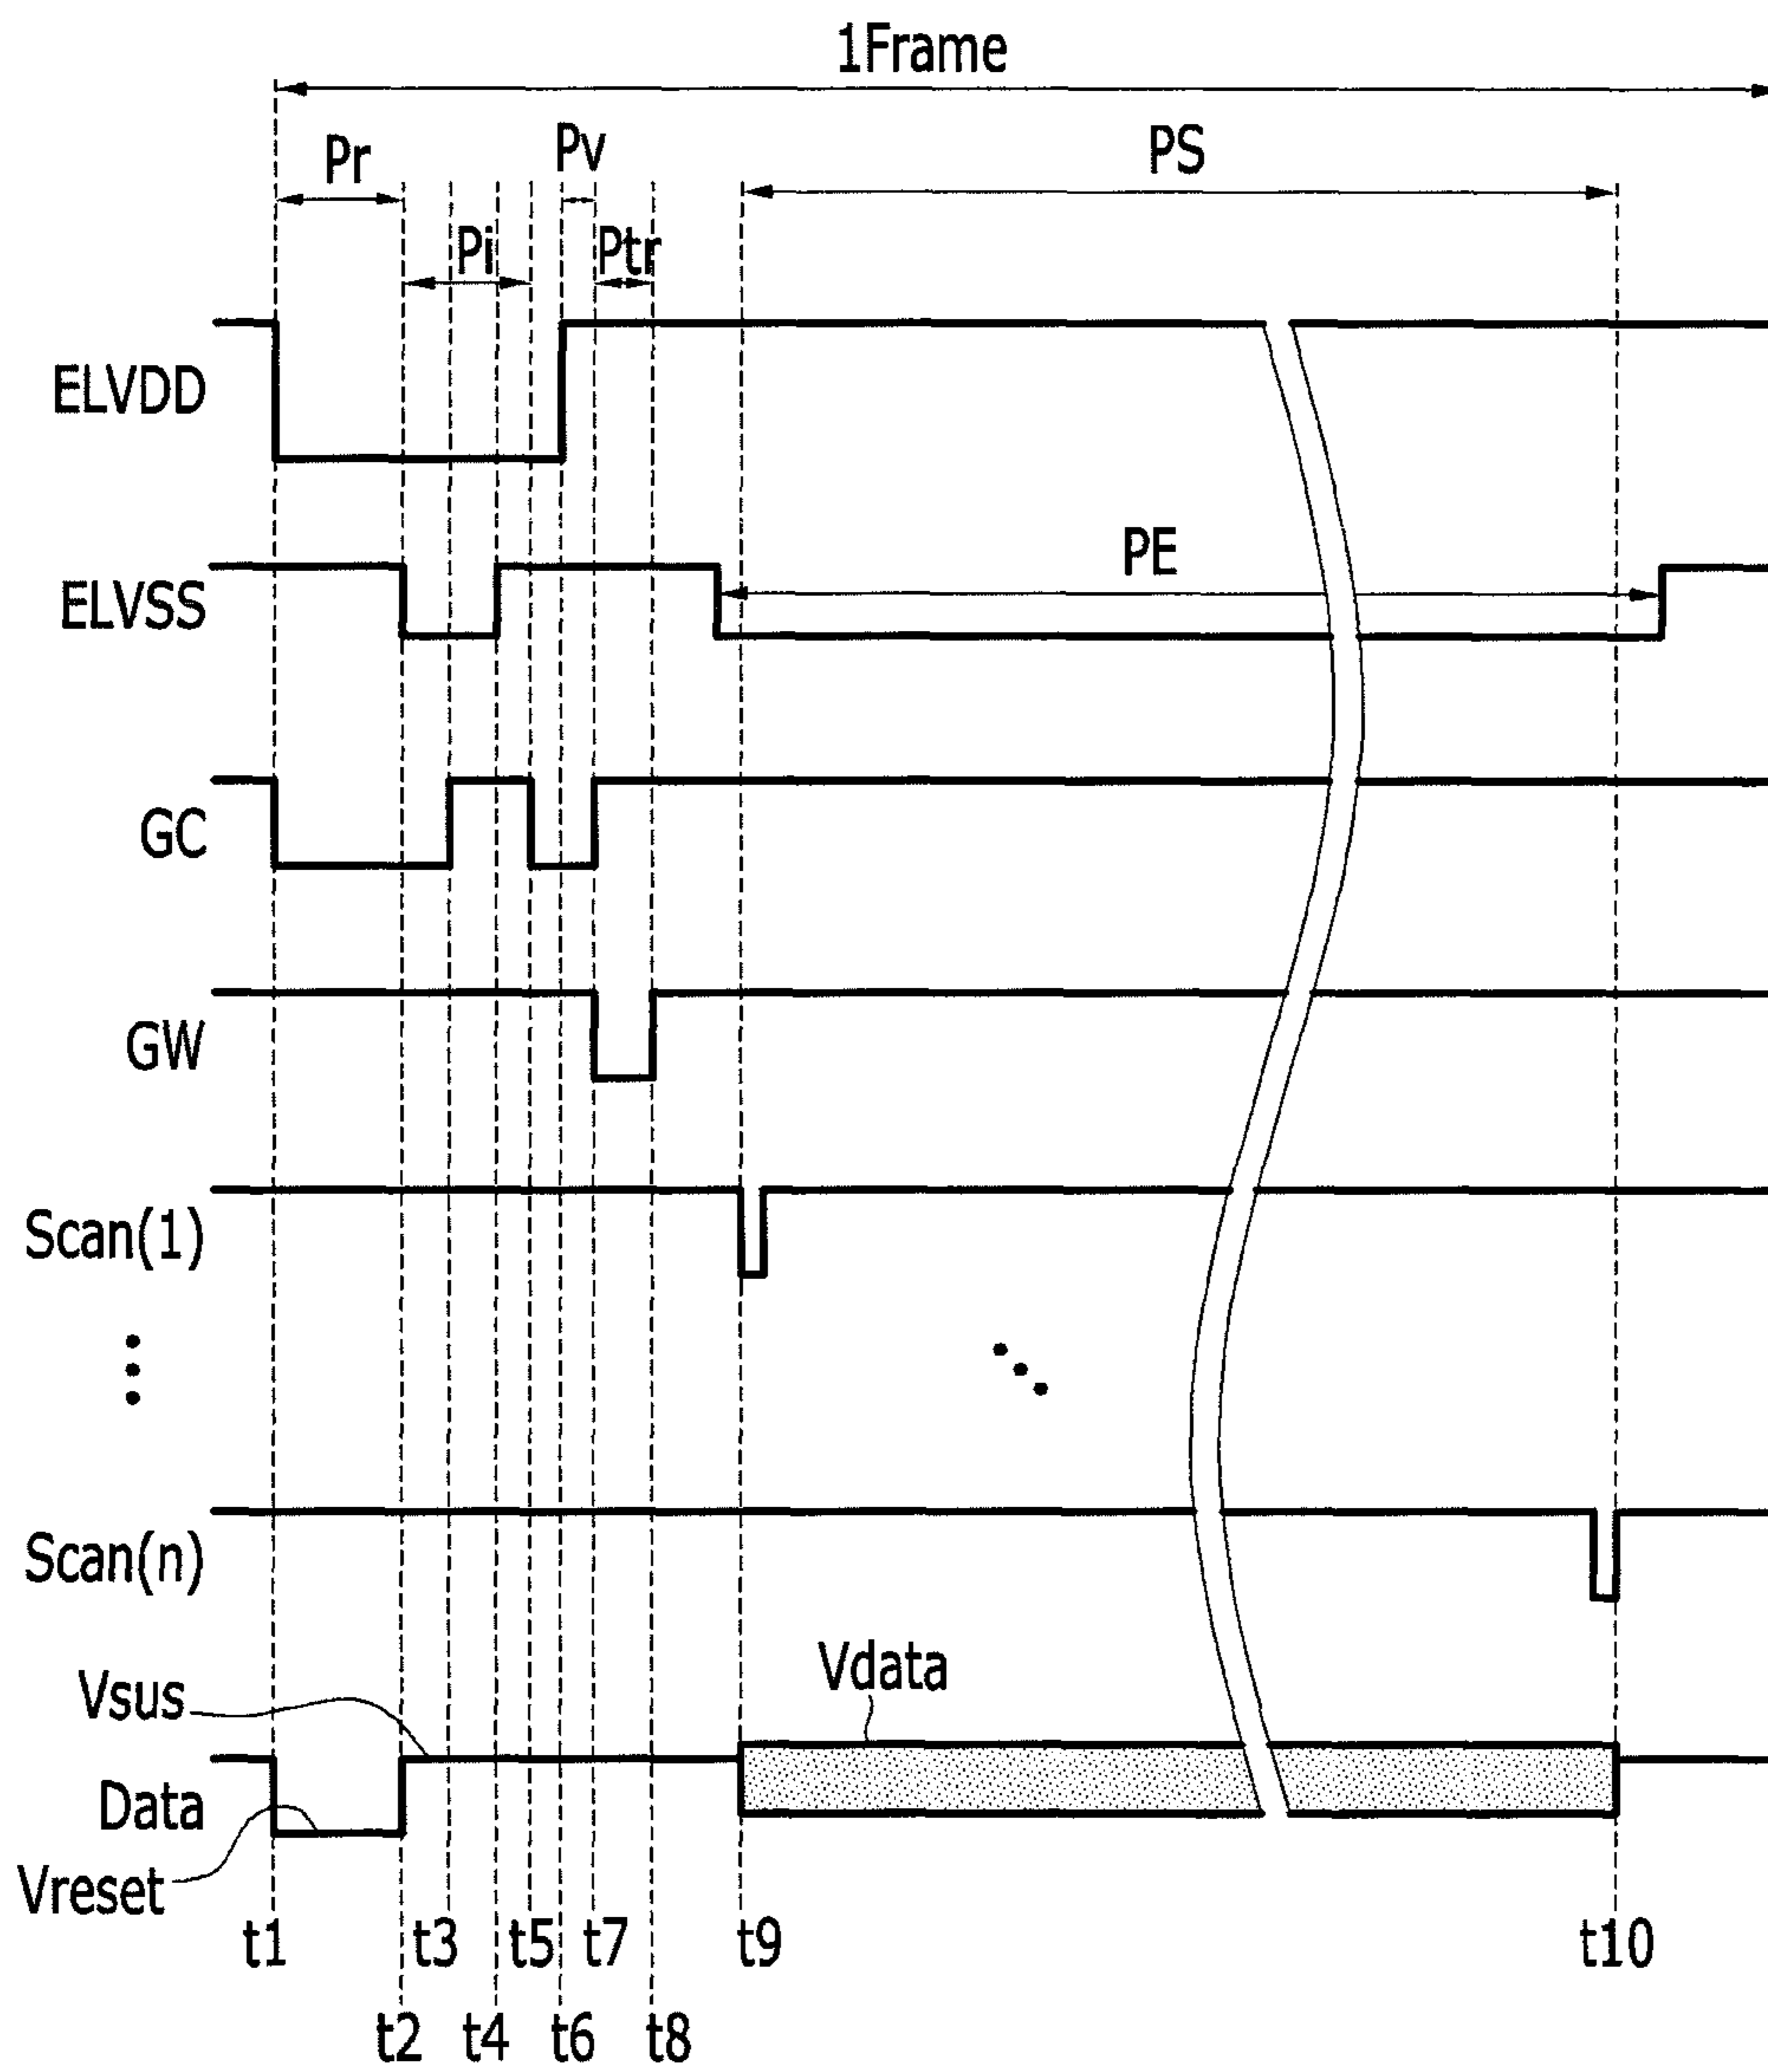 1Frame
Pr
Pv
PS
Pi
Ptr
ELVDD
PE
ELVSS
GC
GW
Scan(1)
Scan(n)
Vdata
Vsus
Data
Vreset
t1
t3
t5
t7
t9
t10
t2
t4
t6
t8